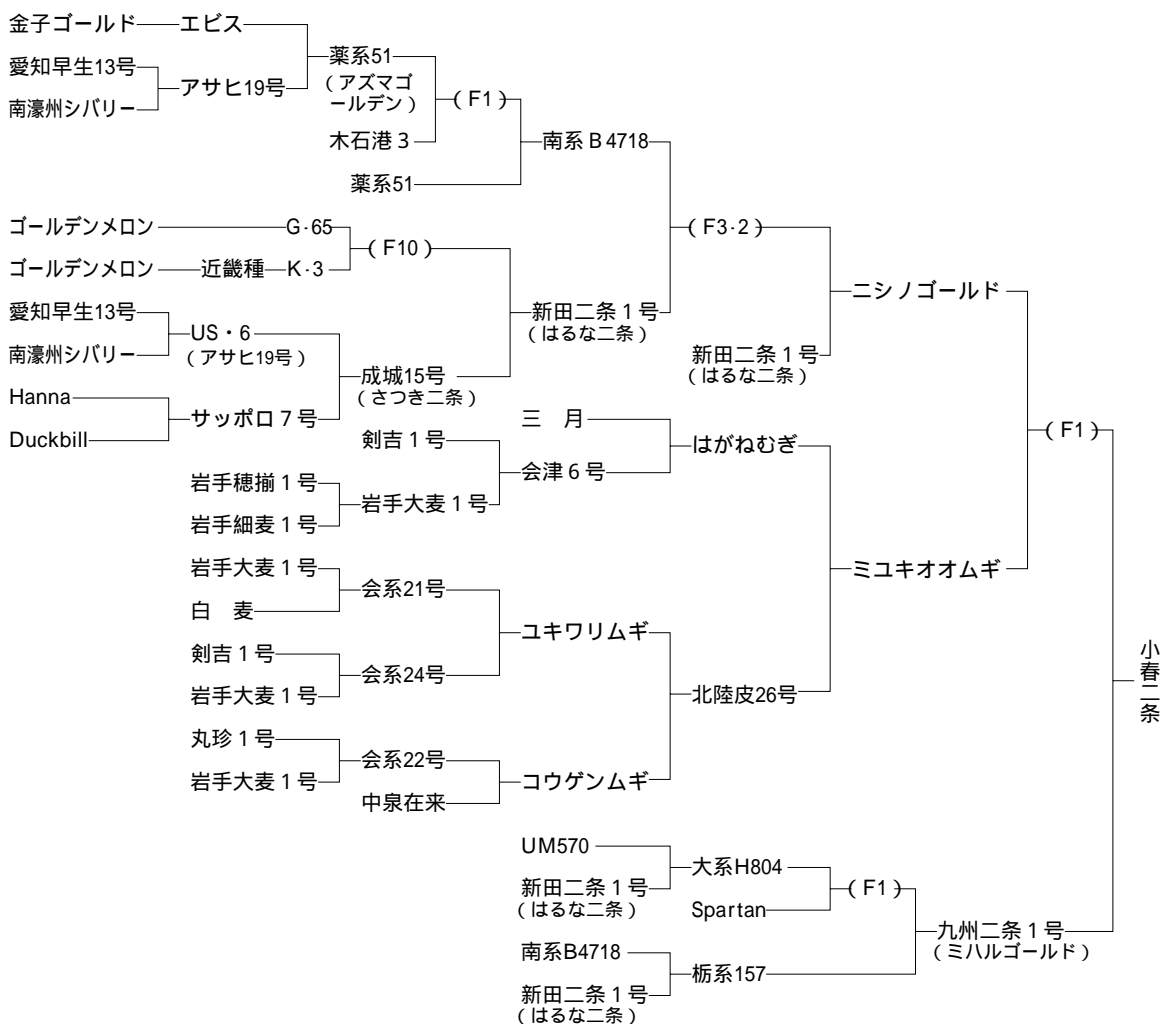 金子ゴールド エビス
愛知早生13号
南濠州シバリー
アサヒ19号
薬系51
(アズマゴ
ールデン)
木石港3
(F1)
薬系51
南系B4718
ゴールデンメロン G-65
ゴールデンメロン 近畿種 K-3
(F10)
愛知早生13号
南濠州シバリー
US・6
(アサヒ19号)
Hanna
Duckbill
サッポロ7号
成城15号
(さつき二条)
新田二条1号
(はるな二条)
(F3-2)
新田二条1号
(はるな二条)
ニシノゴールド
三 月
剣吉1号
岩手穂揃1号
岩手細麦1号
岩手大麦1号
会津6号
はがねむぎ
岩手大麦1号
白 麦
会系21号
剣吉1号
岩手大麦1号
会系24号
ユキワリムギ
丸珍1号
岩手大麦1号
会系22号
中泉在来
コウゲンムギ
北陸皮26号
ミユキオオムギ
(F1)
UM570
新田二条1号
(はるな二条)
大系H804
Spartan
(F1)
南系B4718
新田二条1号
(はるな二条)
栃系157
九州二条1号
(ミハルゴールド)
小春二条